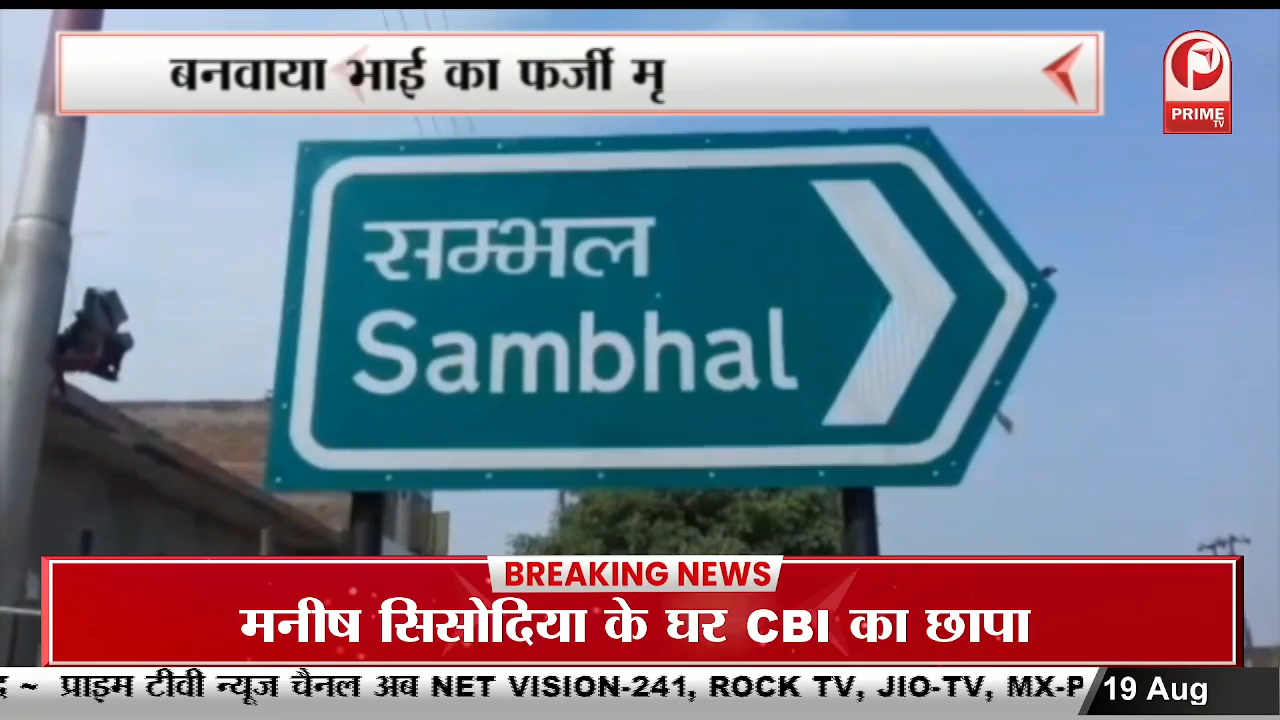 बनवाया भाई का फर्जी मृ
PRIME
TV
सम्भल
Sambhal
BREAKING NEWS
मनीष सिसोदिया के घर CBI का छापा
~ प्राइम टीवी न्यूज चैनल अब NET VISION-241, ROCK TV, JIO-TV, MX-P
19 Aug